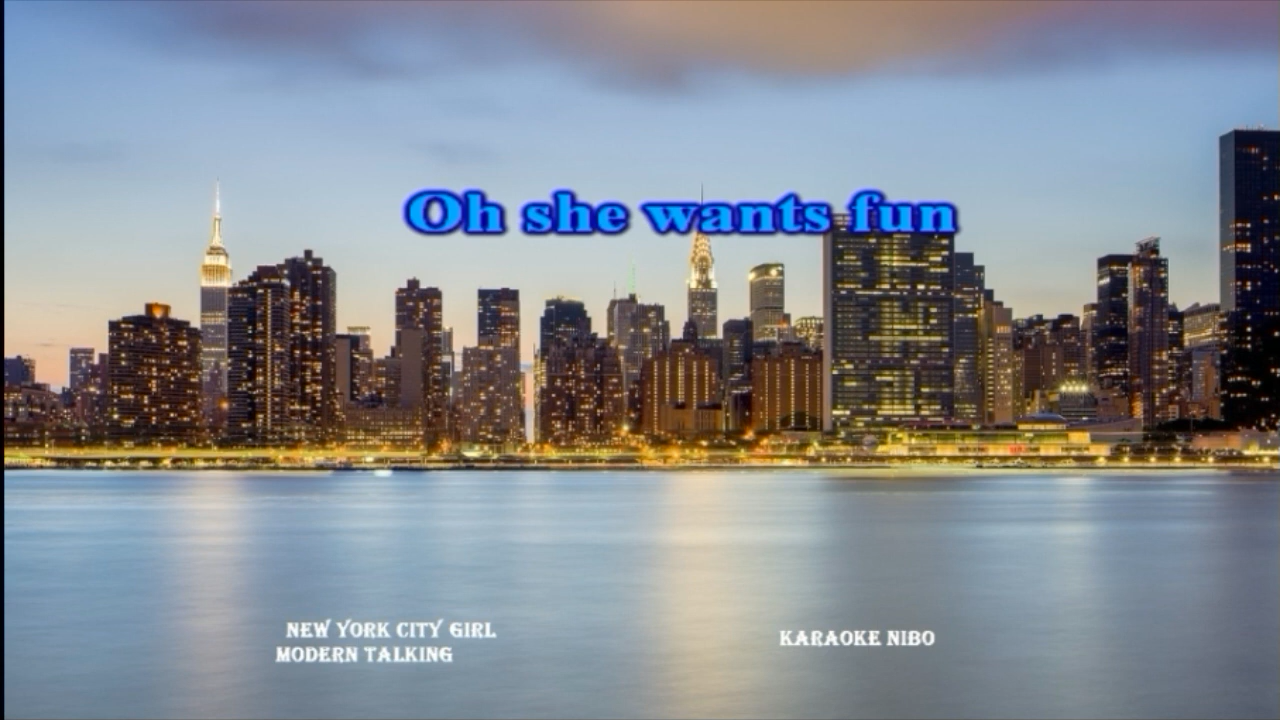 Oh she wants fun
NEW YORK CITY GIRL
MODERN TALKING
KARAOKE NIBO